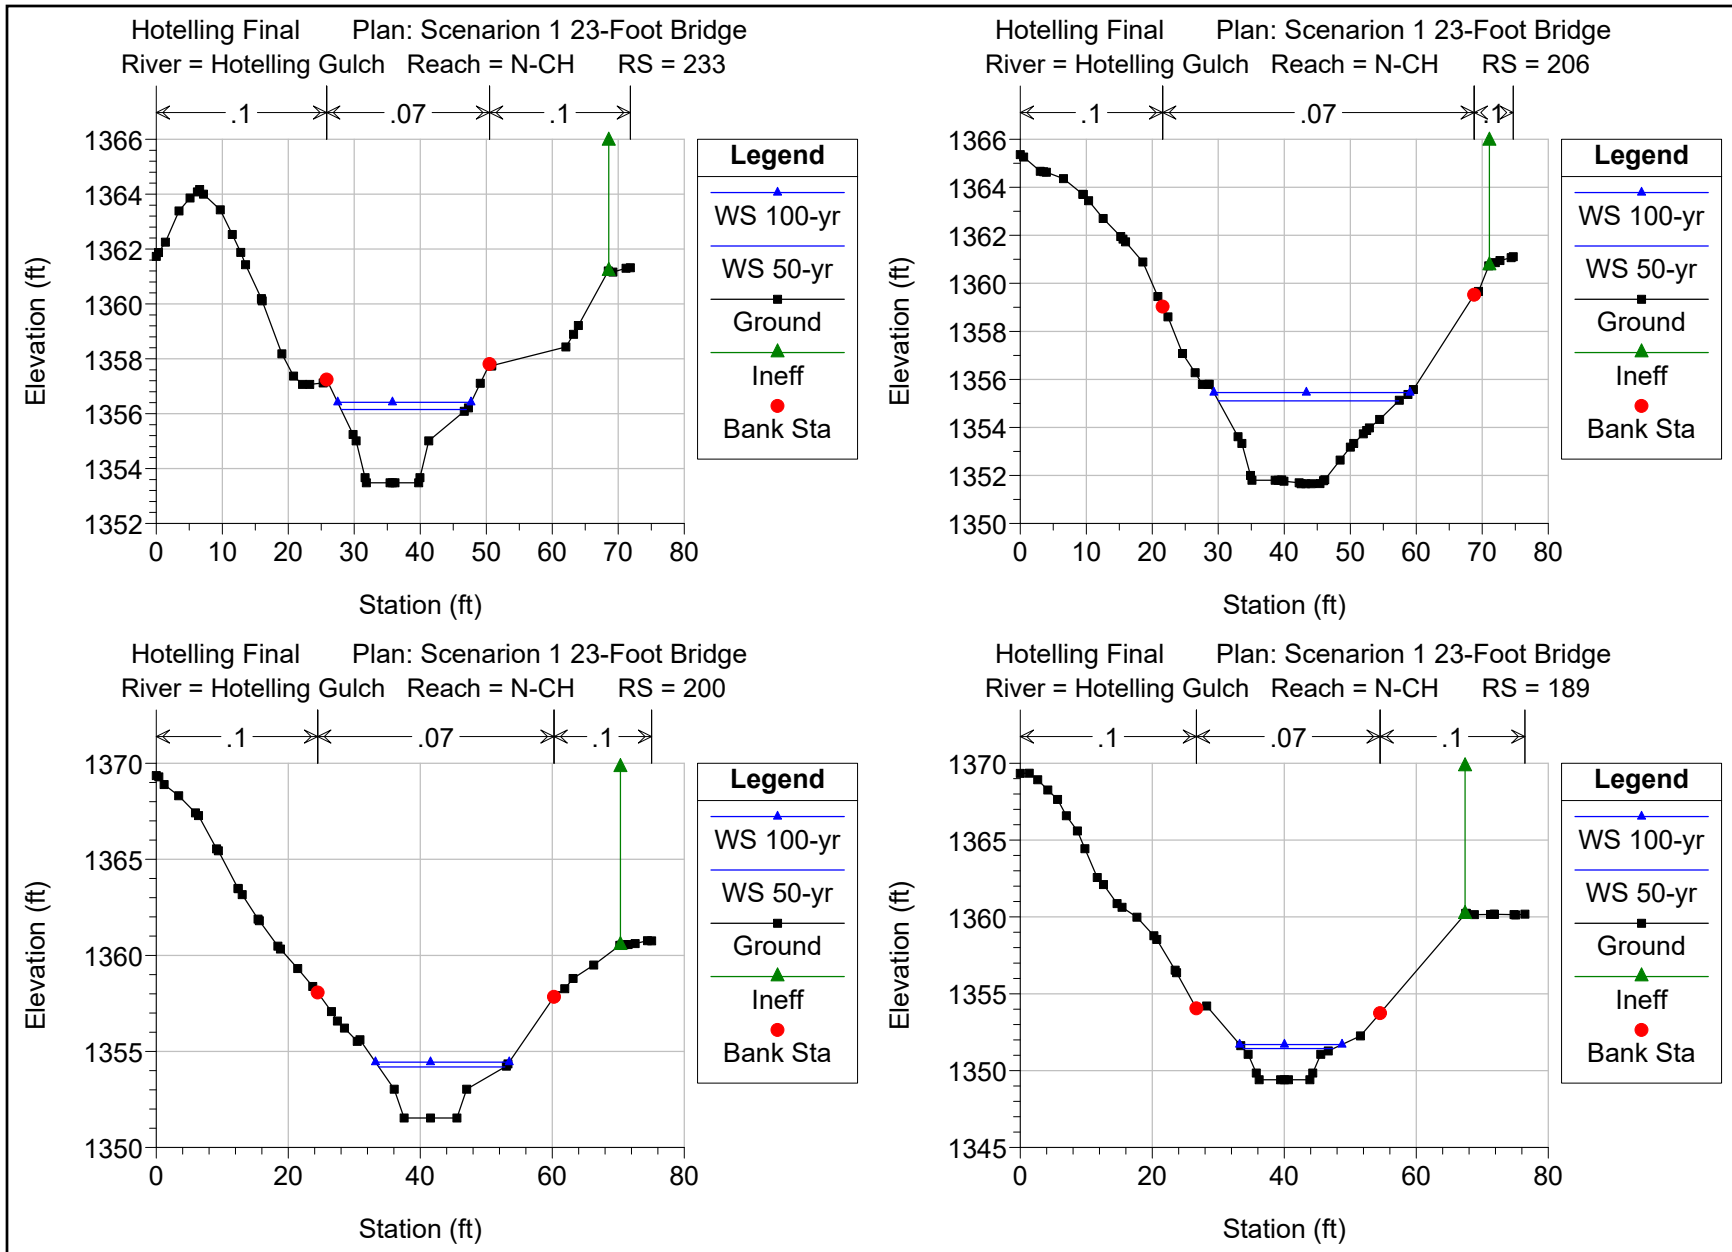 Hotelling Final Plan: Scenarion 1 23-Foot Bridge
River = Hotelling Gulch Reach = N-CH RS = 233
.1 .07 .1
1366
1364
1362
1360
1358
1356
1354
1352
0 10 20 30 40 50 60 70 80
Elevation (ft)
Station (ft)
Legend
WS 100-yr
WS 50-yr
Ground
Ineff
Bank Sta
Hotelling Final Plan: Scenarion 1 23-Foot Bridge
River = Hotelling Gulch Reach = N-CH RS = 206
.1 .07 .1
1366
1364
1362
1360
1358
1356
1354
1352
1350
0 10 20 30 40 50 60 70 80
Elevation (ft)
Station (ft)
Legend
WS 100-yr
WS 50-yr
Ground
Ineff
Bank Sta
Hotelling Final Plan: Scenarion 1 23-Foot Bridge
River = Hotelling Gulch Reach = N-CH RS = 200
.1 .07 .1
1370
1365
1360
1355
1350
0 20 40 60 80
Elevation (ft)
Station (ft)
Legend
WS 100-yr
WS 50-yr
Ground
Ineff
Bank Sta
Hotelling Final Plan: Scenarion 1 23-Foot Bridge
River = Hotelling Gulch Reach = N-CH RS = 189
.1 .07 .1
1370
1365
1360
1355
1350
1345
0 20 40 60 80
Elevation (ft)
Station (ft)
Legend
WS 100-yr
WS 50-yr
Ground
Ineff
Bank Sta